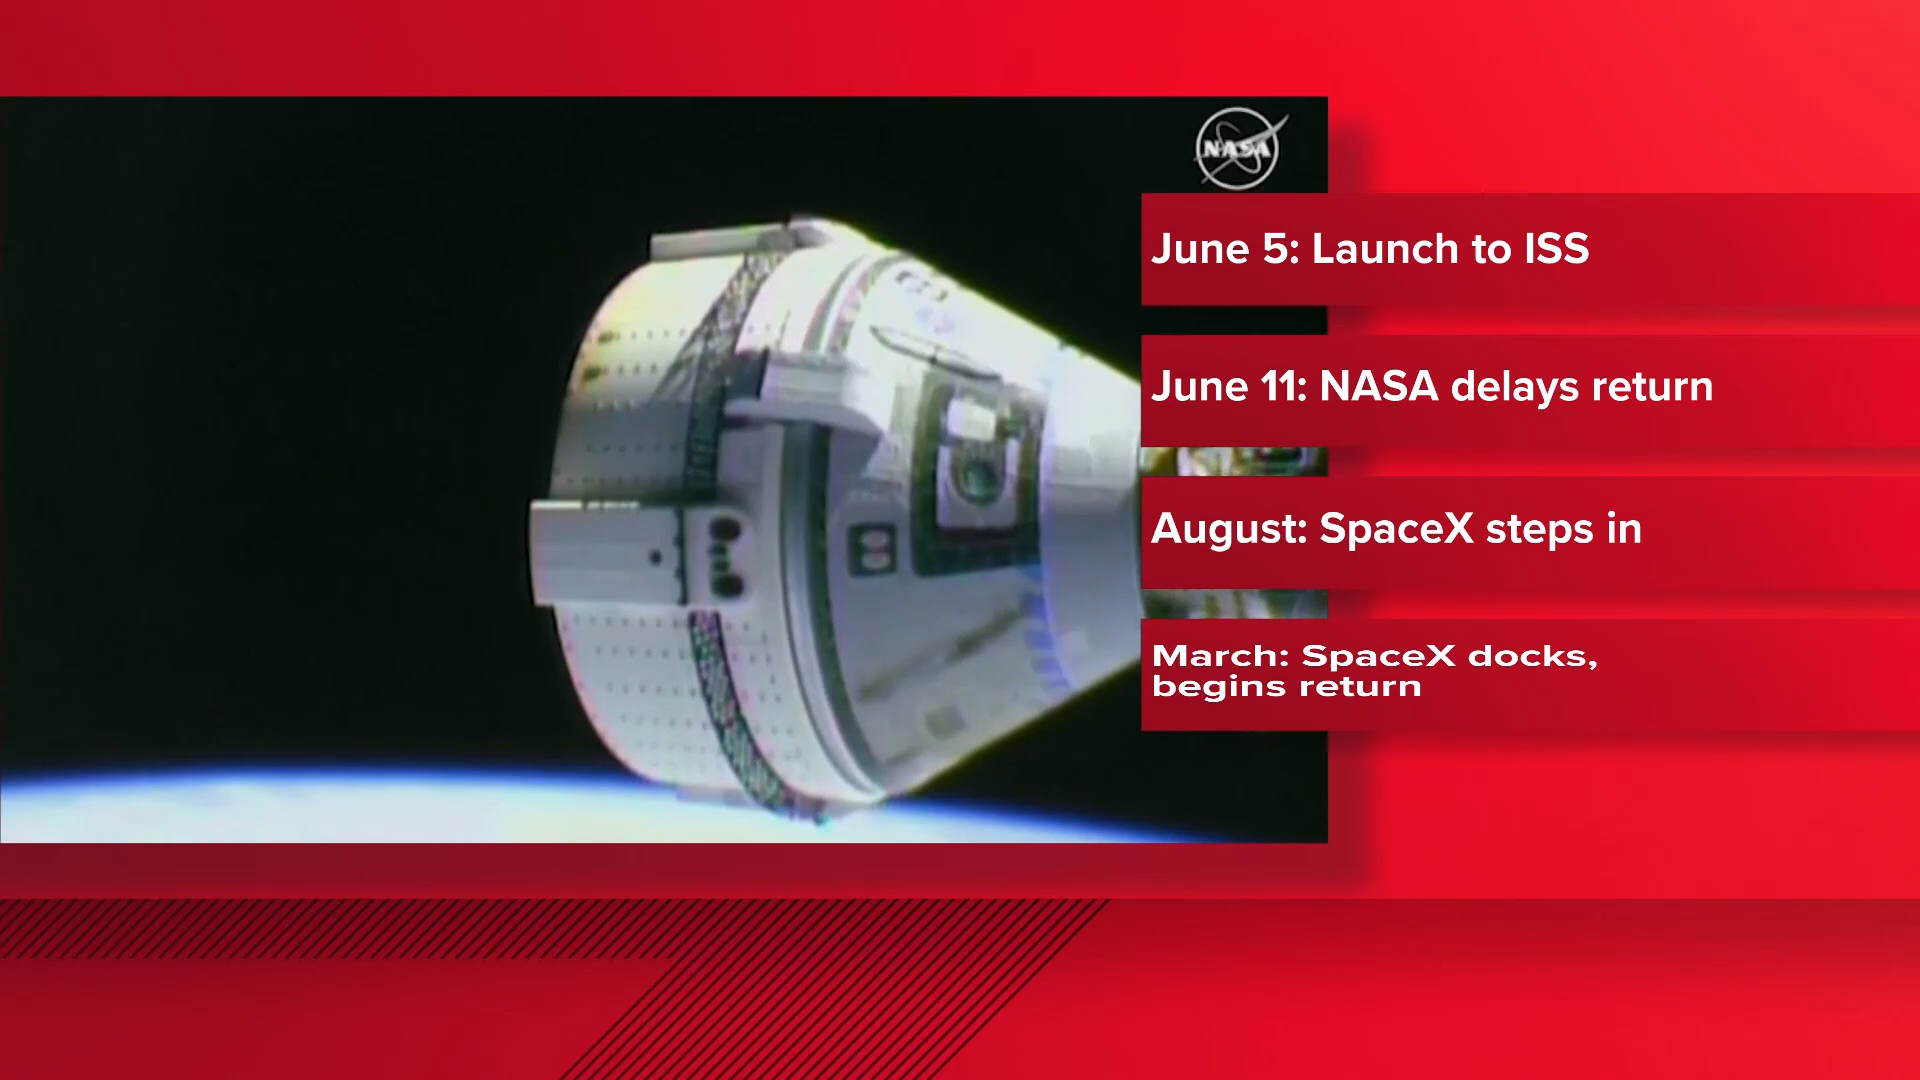 NASA
June 5: Launch to ISS
June 11: NASA delays return
August: SpaceX steps in
March: SpaceX docks,
begins return